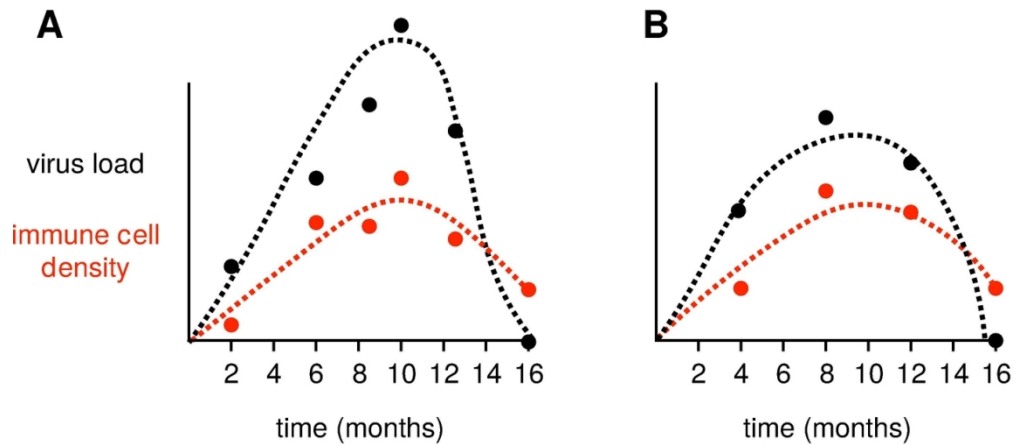 A
B
virus load
immune cell
density
2 4 6 8 10 12 14 16
2 4 6 8 10 12 14 16
time (months)
time (months)